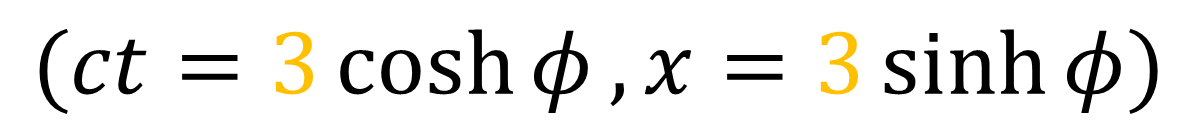 (ct = 3 cosh ϕ , x = 3 sinh ϕ)